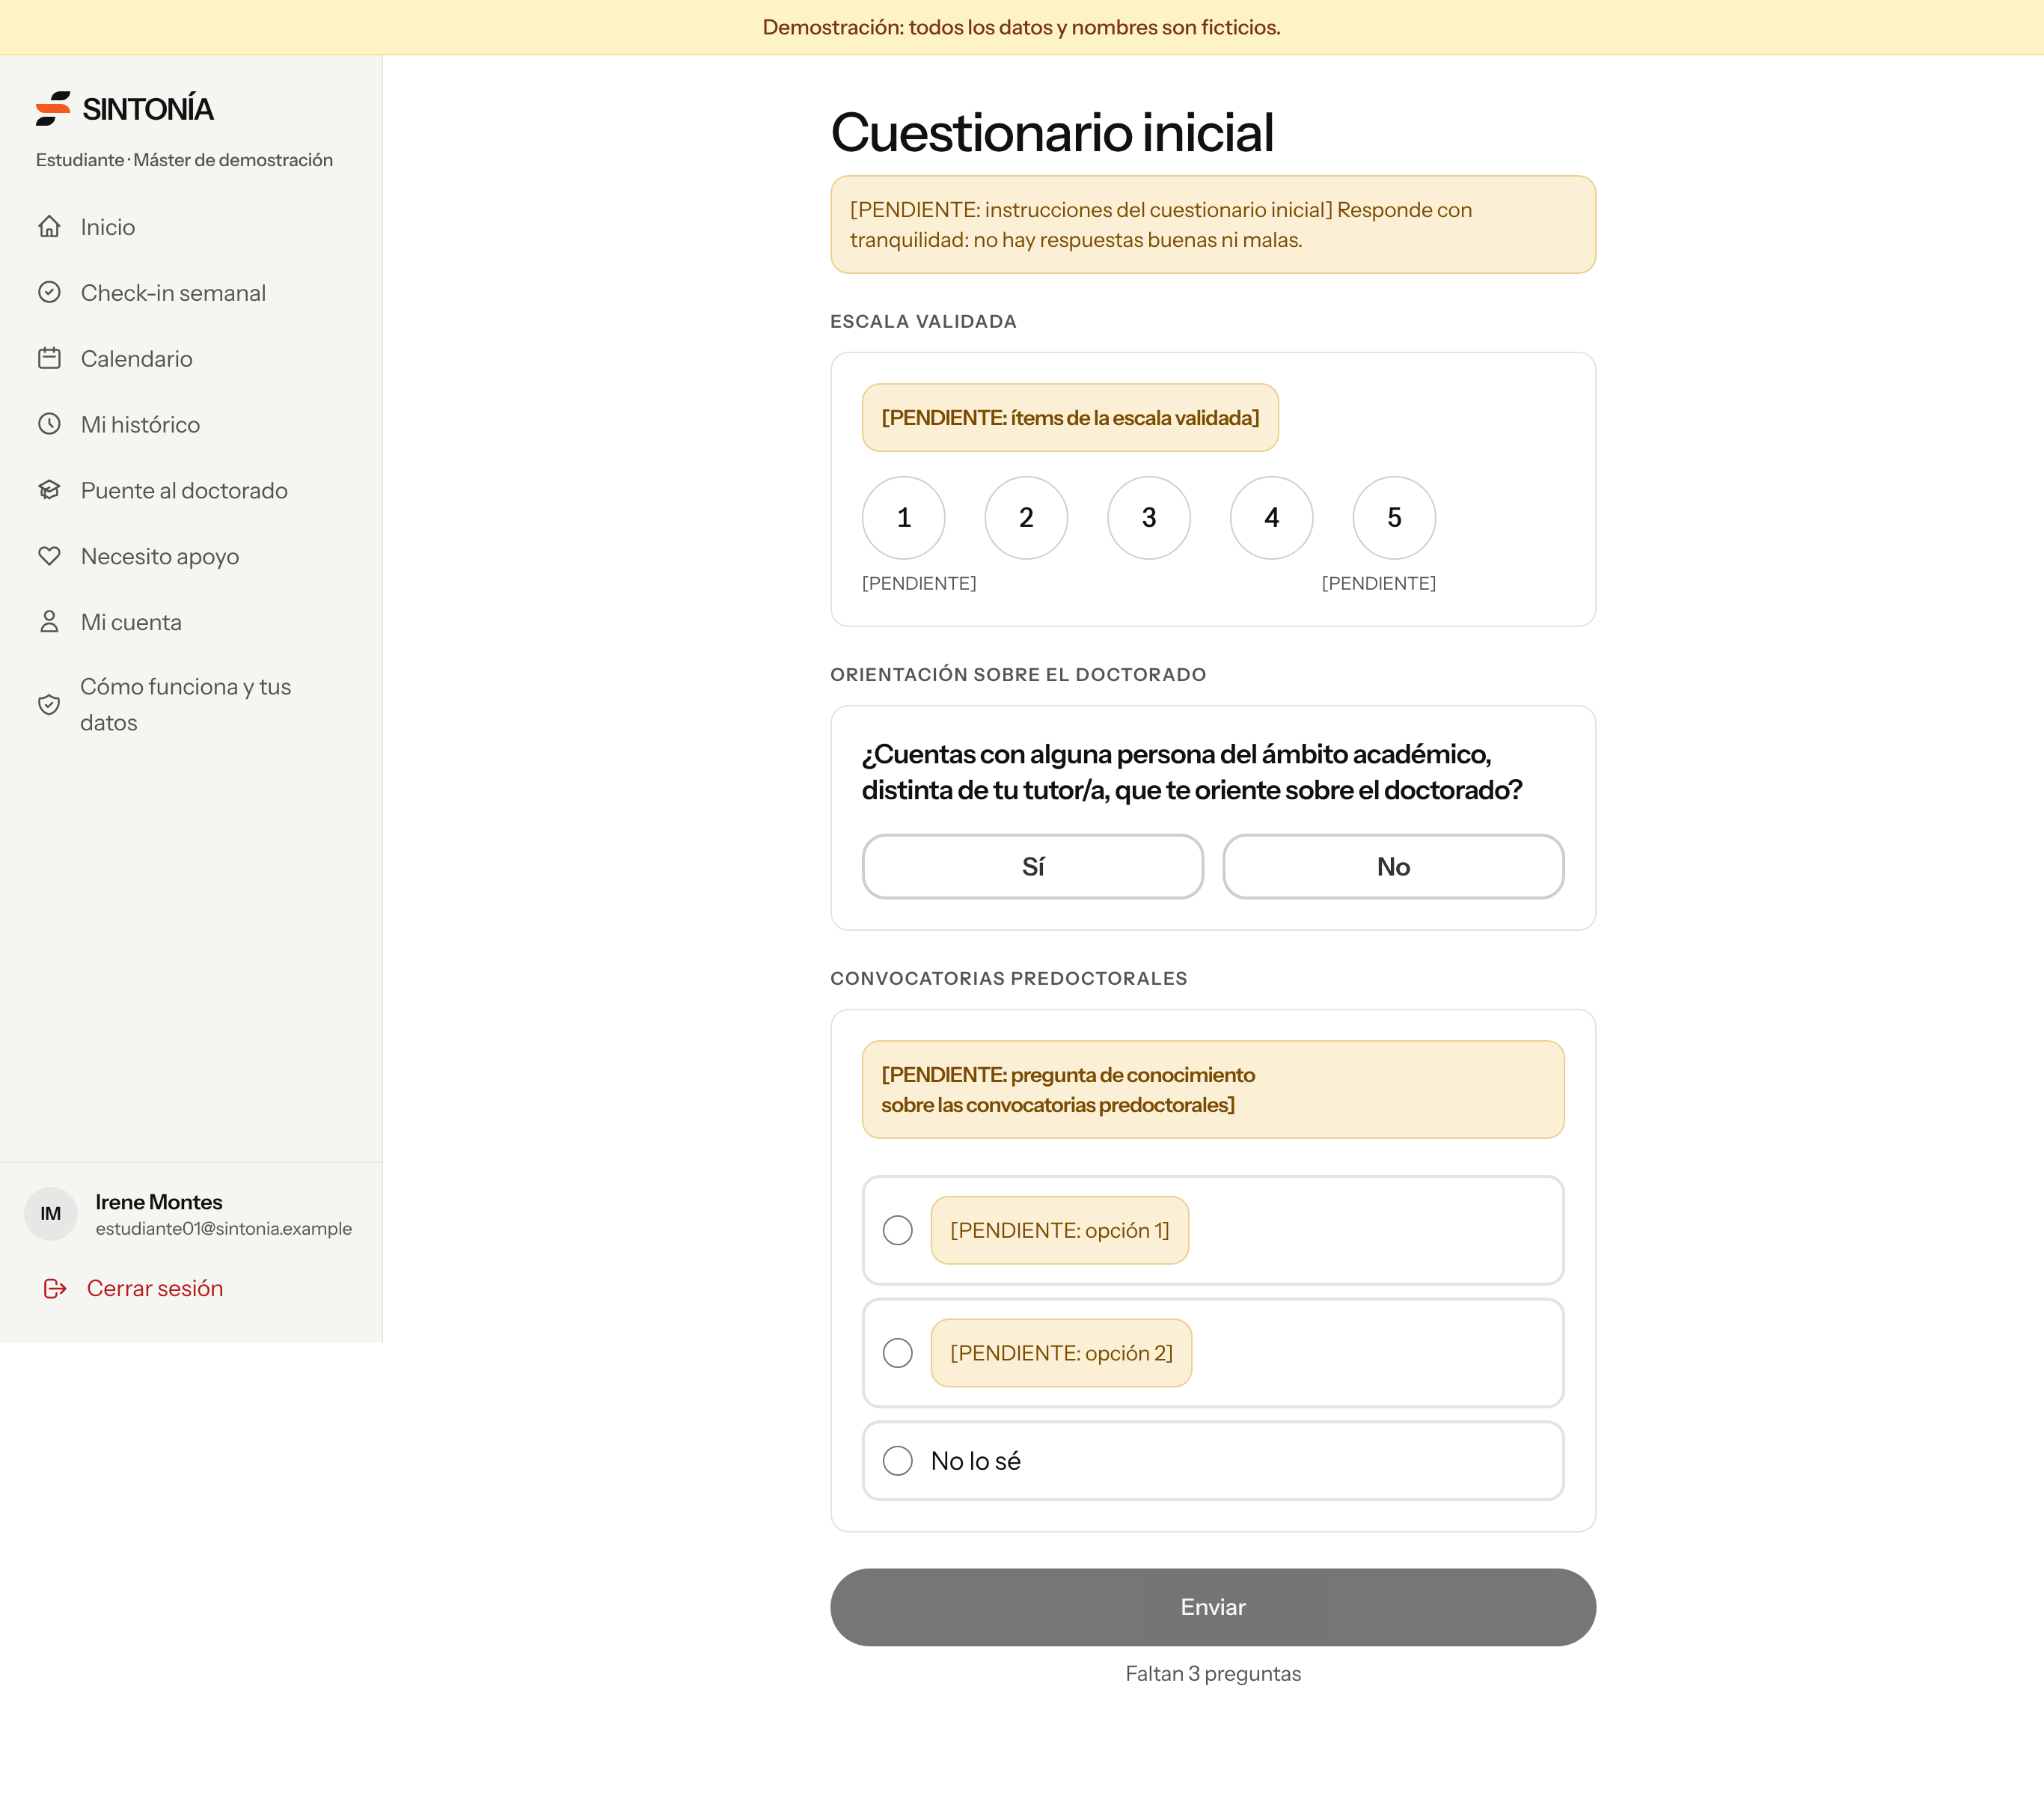 Demostración: todos los datos y nombres son ficticios.
SINTONÍA
Estudiante · Máster de demostración
Inicio
Check-in semanal
Calendario
Mi histórico
Puente al doctorado
Necesito apoyo
Mi cuenta
Cómo funciona y tus
datos
IM
Irene Montes
estudiante01@sintonia.example
Cerrar sesión
Cuestionario inicial
[PENDIENTE: instrucciones del cuestionario inicial] Responde con
tranquilidad: no hay respuestas buenas ni malas.
ESCALA VALIDADA
[PENDIENTE: ítems de la escala validada]
1 2 3 4 5
[PENDIENTE] [PENDIENTE]
ORIENTACIÓN SOBRE EL DOCTORADO
¿Cuentas con alguna persona del ámbito académico,
distinta de tu tutor/a, que te oriente sobre el doctorado?
Sí No
CONVOCATORIAS PREDOCTORALES
[PENDIENTE: pregunta de conocimiento
sobre las convocatorias predoctorales]
[PENDIENTE: opción 1]
[PENDIENTE: opción 2]
No lo sé
Enviar
Faltan 3 preguntas